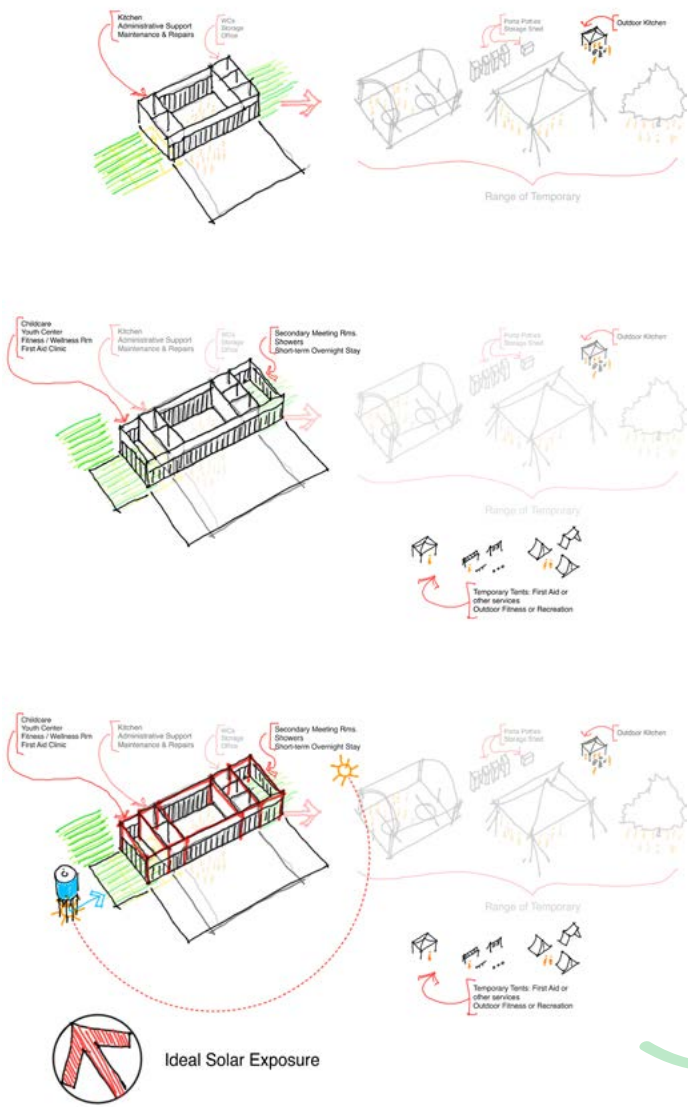 Kitchen
Administrative Support
Maintenance & Repairs
WCs
Storage
Office
Porta Potties
Storage Shed
Outdoor Kitchen
Range of Temporary
Childcare
Youth Center
Fitness / Wellness Rm
First Aid Clinic
Kitchen
Administrative Support
Maintenance & Repairs
WCs
Storage
Office
Secondary Meeting Rms.
Showers
Short-term Overnight Stay
Porta Potties
Storage Shed
Outdoor Kitchen
Range of Temporary
Temporary Tents: First Aid or
other services
Outdoor Fitness or Recreation
Childcare
Youth Center
Fitness / Wellness Rm
First Aid Clinic
Kitchen
Administrative Support
Maintenance & Repairs
WCs
Storage
Office
Secondary Meeting Rms.
Showers
Short-term Overnight Stay
Porta Potties
Storage Shed
Outdoor Kitchen
Range of Temporary
Temporary Tents: First Aid or
other services
Outdoor Fitness or Recreation
Ideal Solar Exposure